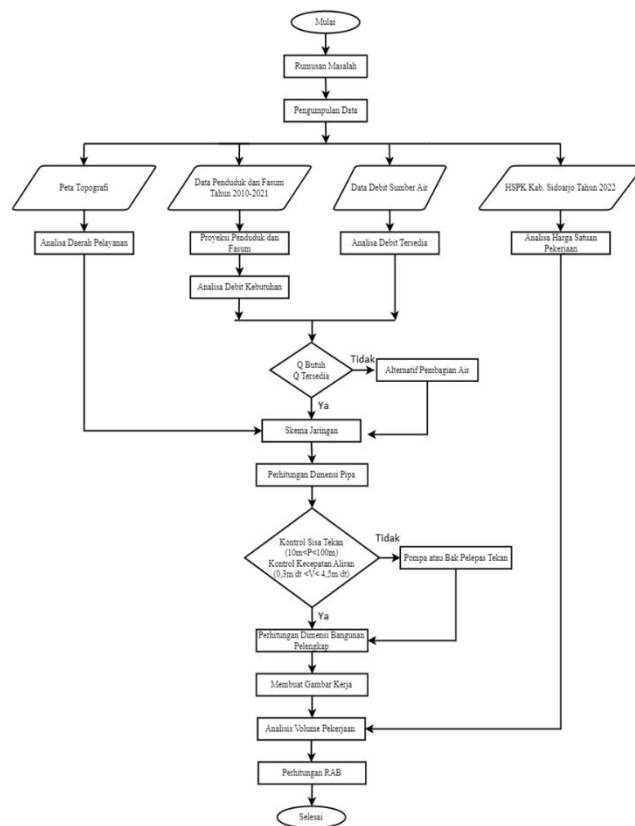 Mulai
Rumusan Masalah
Pengumpulan Data
Peta Topografi
Data Penduduk dan Fasum
Tahun 2010-2021
Data Debit Sumber Air
HSPK Kab. Sidoarjo Tahun 2022
Analisa Daerah Pelayanan
Proyeksi Penduduk dan
Fasum
Analisa Debit Tersedia
Analisa Harga Satuan
Pekerjaan
Analisa Debit Kebutuhan
Q Butuh
Q Tersedia
Tidak
Alternatif Pembagian Air
Ya
Skema Jaringan
Perhitungan Dimensi Pipa
Kontrol Sisa Tekan
(10m<P<100m)
Kontrol Kecepatan Aliran
(0,3m/dt <V< 4,5m/dt)
Tidak
Pompa atau Bak Pelepas Tekan
Ya
Perhitungan Dimensi Bangunan
Pelengkap
Membuat Gambar Kerja
Analisis Volume Pekerjaan
Perhitungan RAB
Selesai